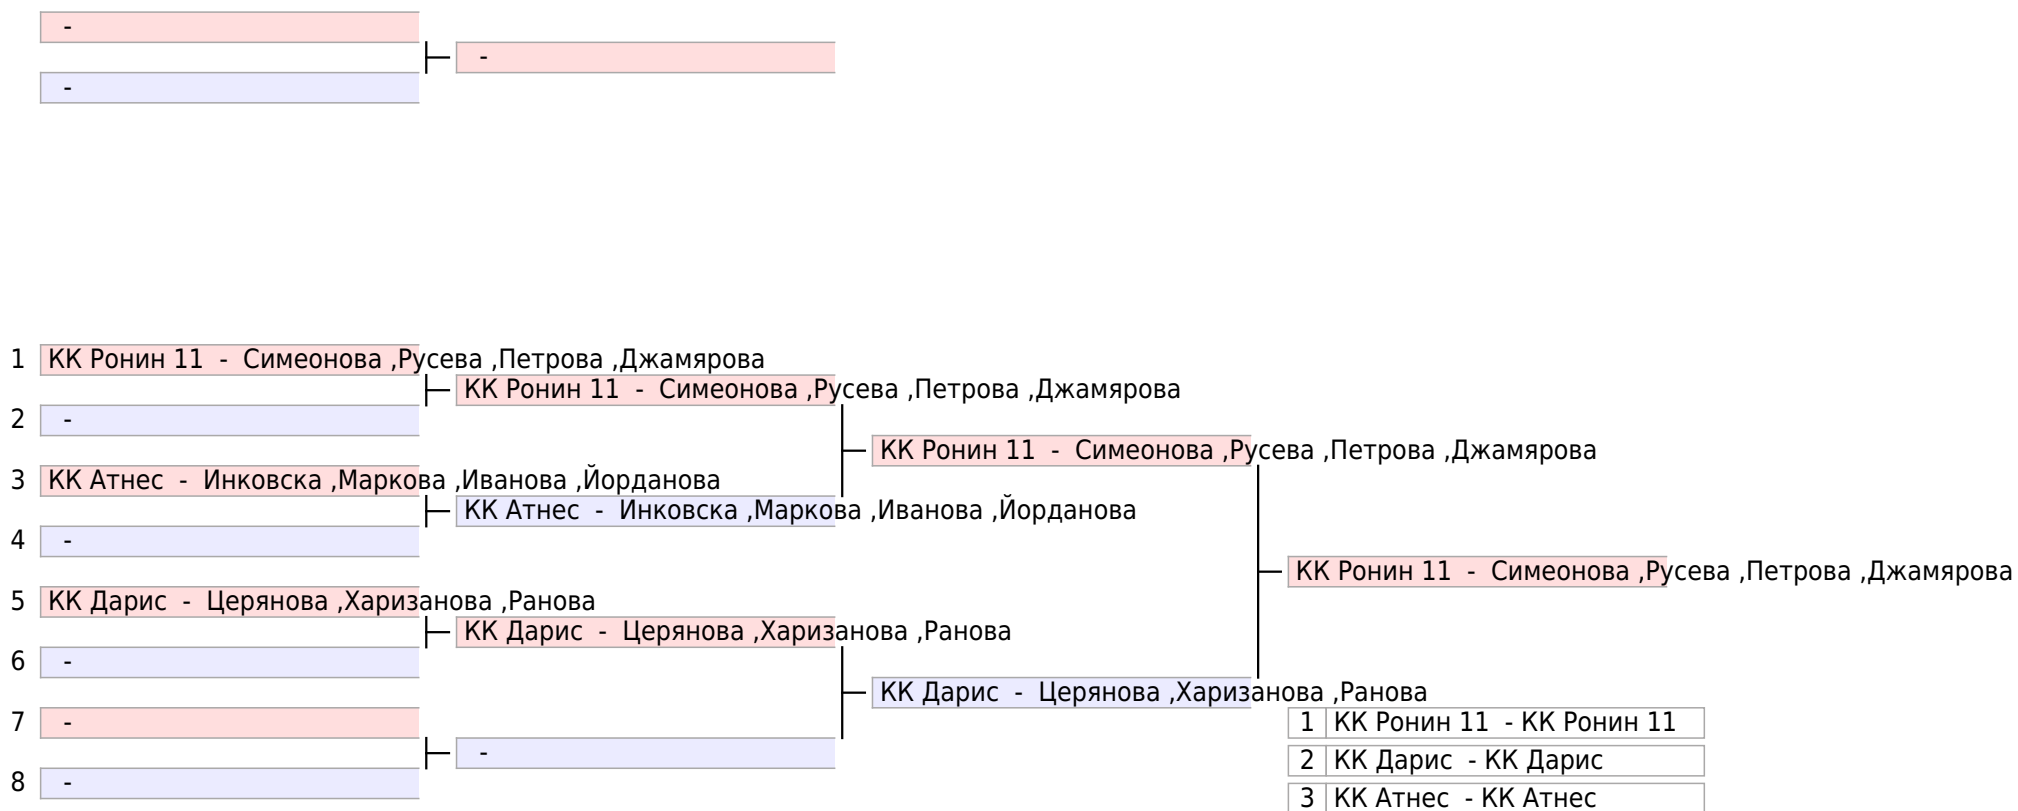 -
-
-
1 КК Ронин 11 - Симеонова ,Русева ,Петрова ,Джамярова
КК Ронин 11 - Симеонова ,Русева ,Петрова ,Джамярова
2 -
КК Ронин 11 - Симеонова ,Русева ,Петрова ,Джамярова
3 КК Атнес - Инковска ,Маркова ,Иванова ,Йорданова
КК Атнес - Инковска ,Маркова ,Иванова ,Йорданова
4 -
КК Ронин 11 - Симеонова ,Русева ,Петрова ,Джамярова
5 КК Дарис - Церянова ,Харизанова ,Ранова
КК Дарис - Церянова ,Харизанова ,Ранова
6 -
КК Дарис - Церянова ,Харизанова ,Ранова
7 -
1 КК Ронин 11 - КК Ронин 11
-
2 КК Дарис - КК Дарис
8 -
3 КК Атнес - КК Атнес